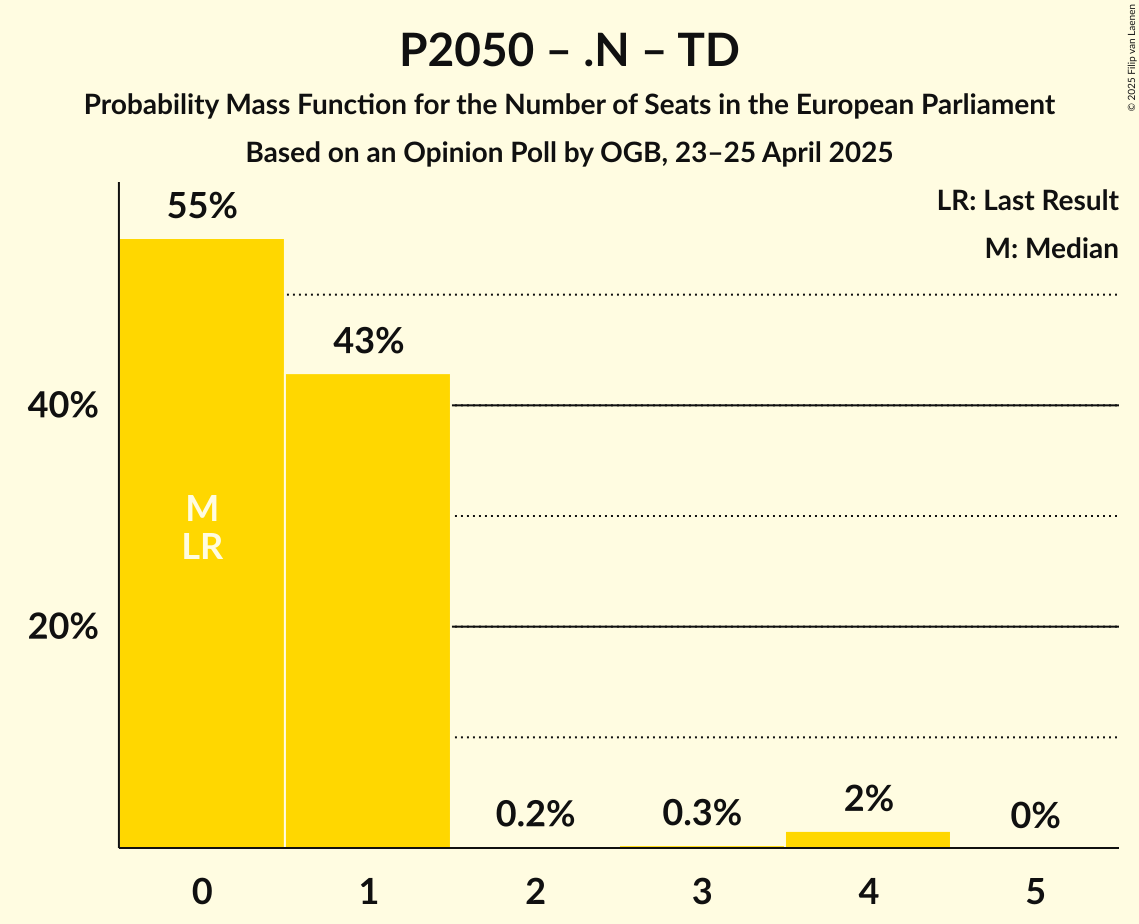 P2050 – .N – TD
Probability Mass Function for the Number of Seats in the European Parliament
Based on an Opinion Poll by OGB, 23–25 April 2025
© 2025 Filip van Laenen
LR: Last Result
M: Median
55%
43%
40%
M
LR
20%
0.2%
0.3%
2%
0%
0
1
2
3
4
5